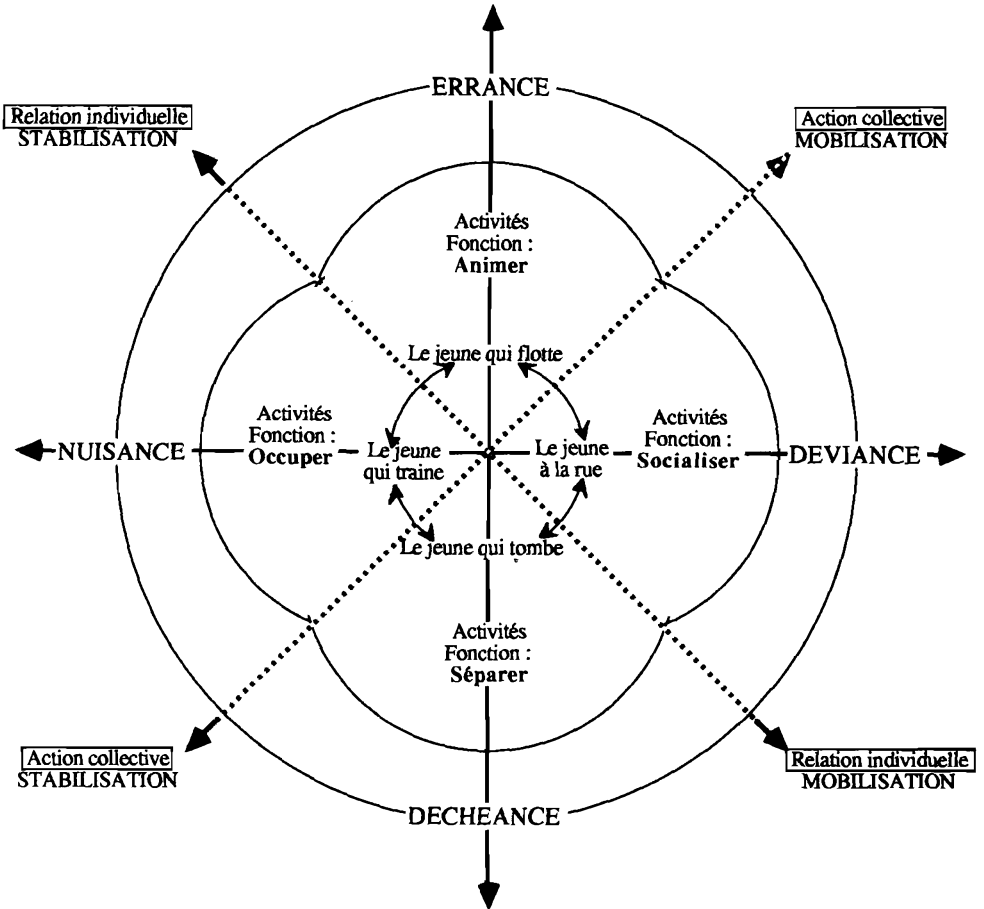 ERRANCE
Relation individuelle
STABILISATION
Action collective
MOBILISATION
Activités
Fonction :
Animer
Le jeune qui flotte
NUISANCE
Activités
Fonction :
Occuper
Le jeune
qui traine
Le jeune
à la rue
Activités
Fonction :
Socialiser
DEVIANCE
Le jeune qui tombe
Activités
Fonction :
Séparer
Action collective
STABILISATION
Relation individuelle
MOBILISATION
DECHEANCE